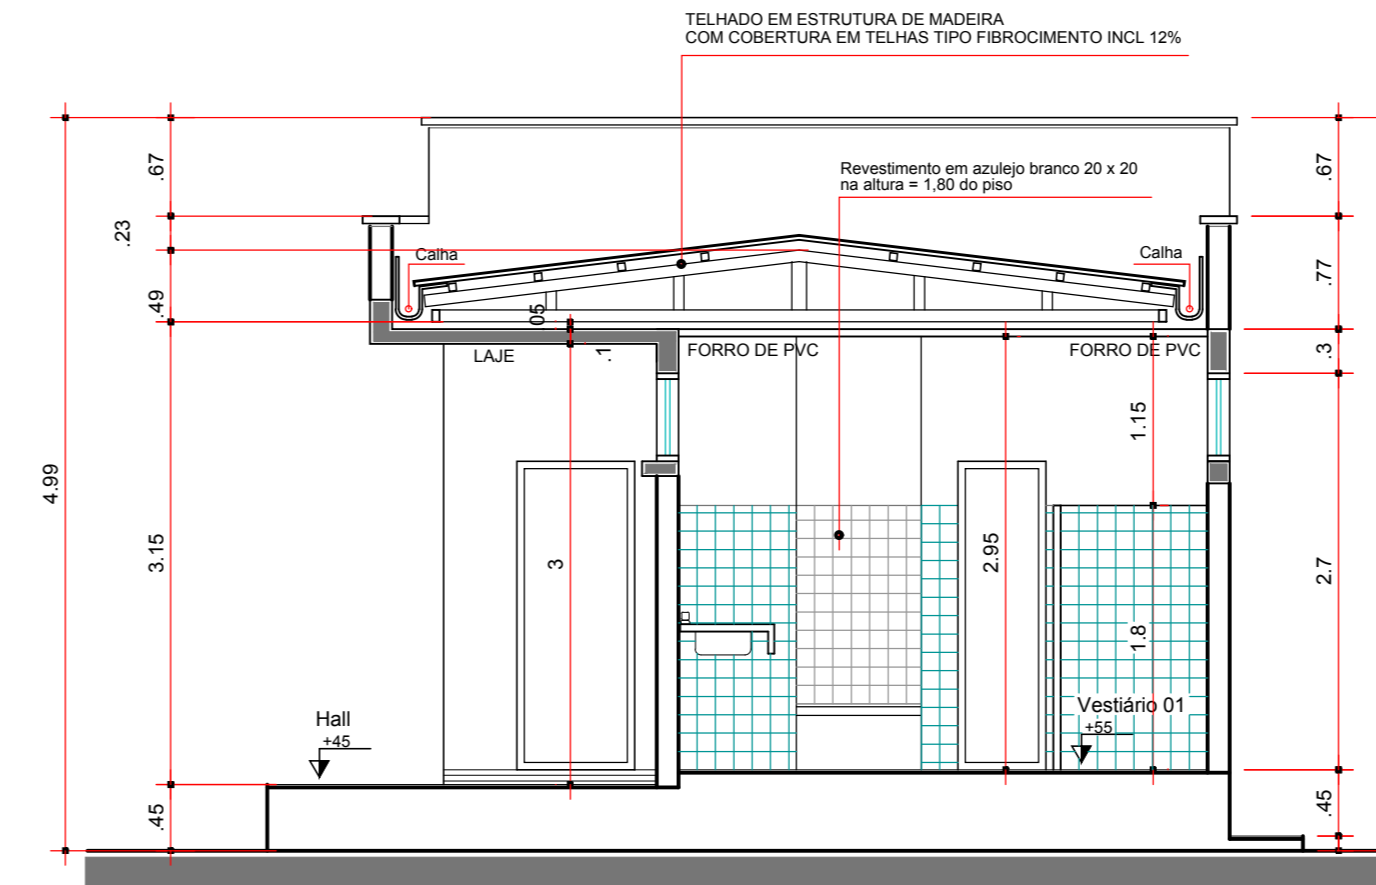 TELHADO EM ESTRUTURA DE MADEIRA
COM COBERTURA EM TELHAS TIPO FIBROCIMENTO INCL 12%
Revestimento em azulejo branco 20 x 20
na altura = 1,80 do piso
.67
.67
.23
Calha
Calha
.77
.49
05
LAJE
.1
FORRO DE PVC
FORRO DE PVC
.3
1.15
4.99
3.15
3
2.95
2.7
1.8
Hall
+45
Vestiário 01
+55
.45
.45